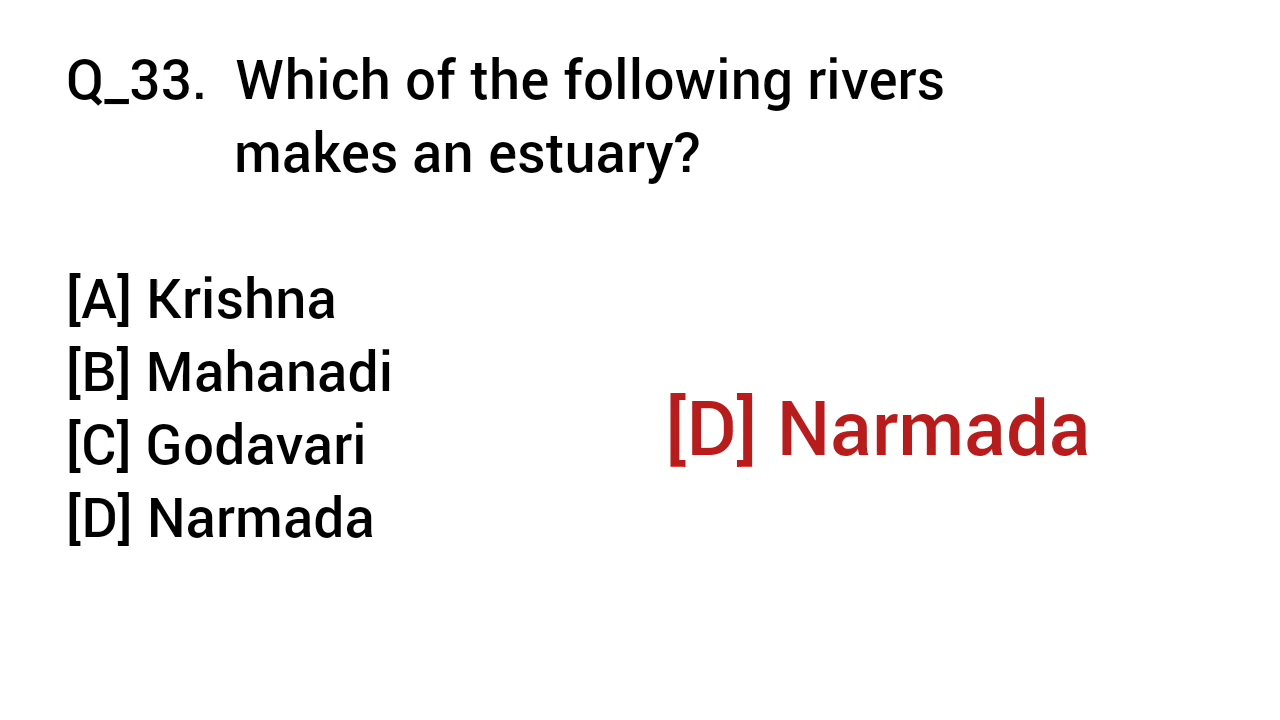 Q_33. Which of the following rivers
makes an estuary?
[A] Krishna
[B] Mahanadi
[C] Godavari
[D] Narmada
[D] Narmada